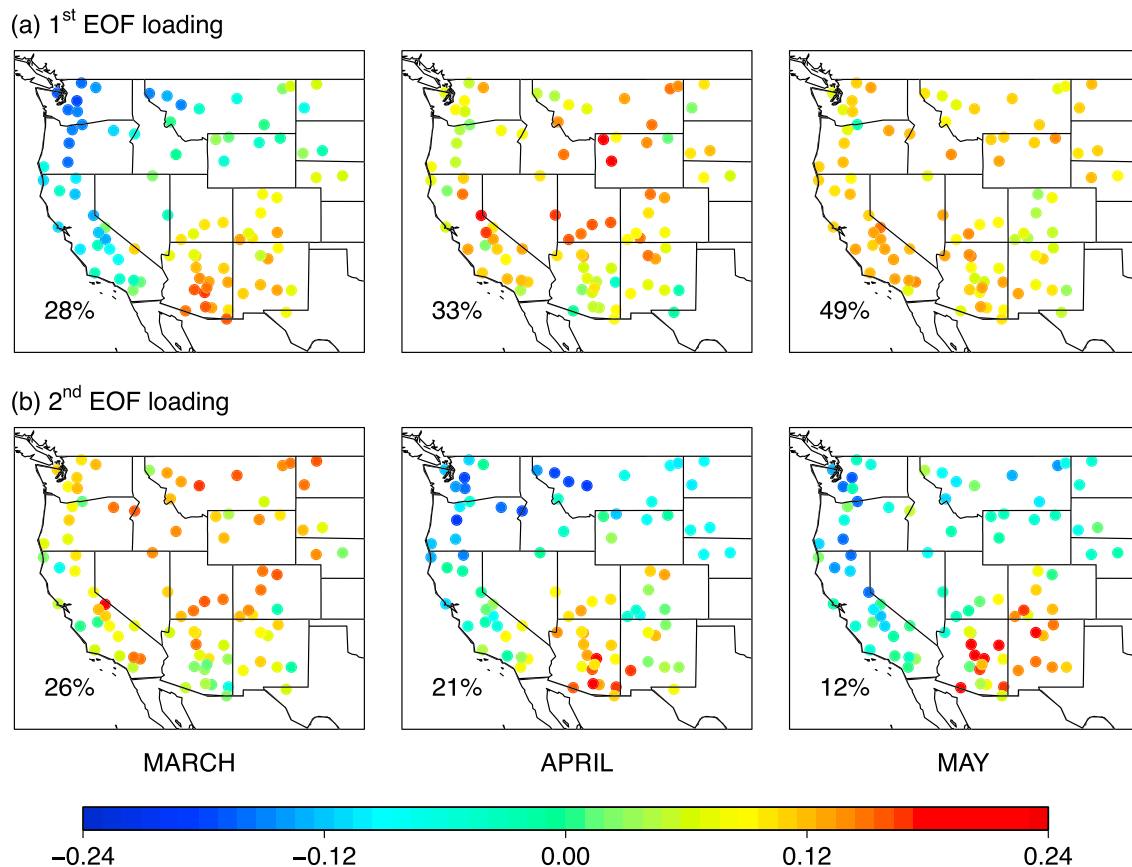 (a) 1st EOF loading
28%
33%
49%
(b) 2nd EOF loading
26%
21%
12%
MARCH
APRIL
MAY
−0.24
−0.12
0.00
0.12
0.24